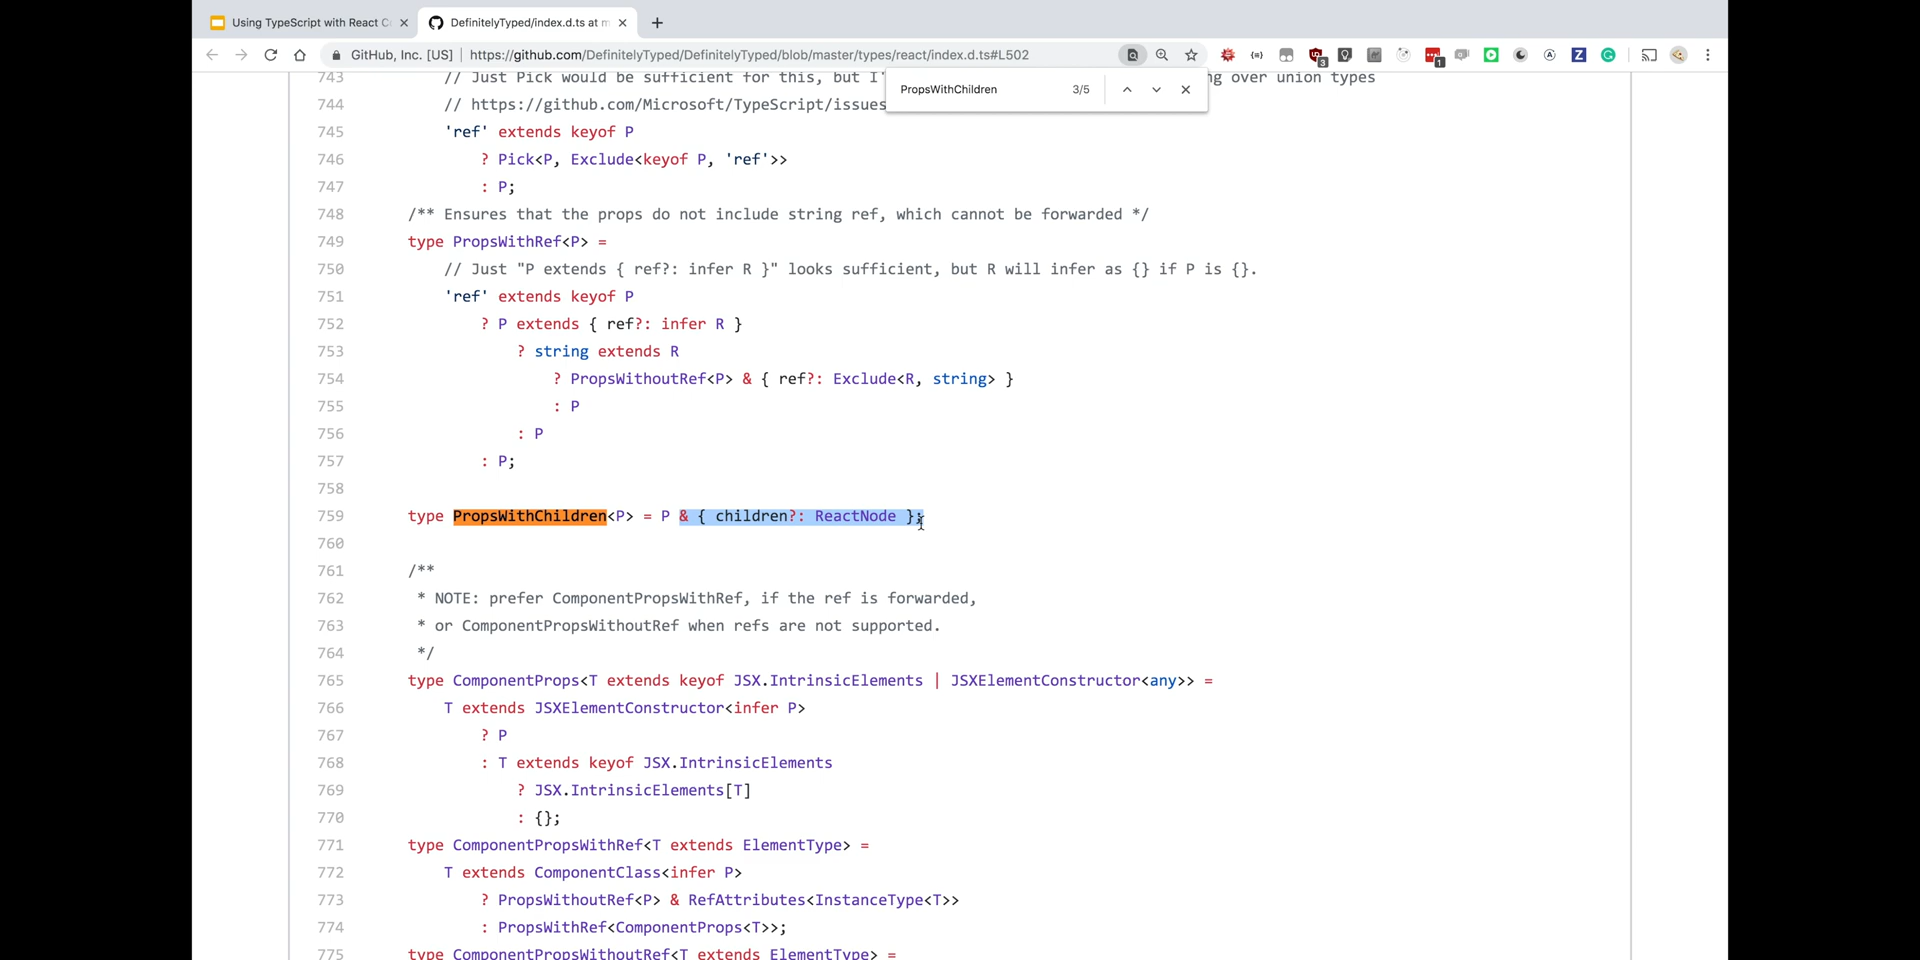 Using TypeScript with React C
DefinitelyTyped/index.d.ts at m
GitHub, Inc. [US] | https://github.com/DefinitelyTyped/DefinitelyTyped/blob/master/types/react/index.d.ts#L502
3
1
PropsWithChildren 3/5
743 // Just Pick would be sufficient for this, but I' ng over union types
744 // https://github.com/Microsoft/TypeScript/issues
745 'ref' extends keyof P
746 ? Pick<P, Exclude<keyof P, 'ref'>>
747 : P;
748 /** Ensures that the props do not include string ref, which cannot be forwarded */
749 type PropsWithRef<P> =
750 // Just "P extends { ref?: infer R }" looks sufficient, but R will infer as {} if P is {}.
751 'ref' extends keyof P
752 ? P extends { ref?: infer R }
753 ? string extends R
754 ? PropsWithoutRef<P> & { ref?: Exclude<R, string> }
755 : P
756 : P
757 : P;
758
759 type PropsWithChildren<P> = P & { children?: ReactNode };
760
761 /**
762 * NOTE: prefer ComponentPropsWithRef, if the ref is forwarded,
763 * or ComponentPropsWithoutRef when refs are not supported.
764 */
765 type ComponentProps<T extends keyof JSX.IntrinsicElements | JSXElementConstructor<any>> =
766 T extends JSXElementConstructor<infer P>
767 ? P
768 : T extends keyof JSX.IntrinsicElements
769 ? JSX.IntrinsicElements[T]
770 : {};
771 type ComponentPropsWithRef<T extends ElementType> =
772 T extends ComponentClass<infer P>
773 ? PropsWithoutRef<P> & RefAttributes<InstanceType<T>>
774 : PropsWithRef<ComponentProps<T>>;
775 type ComponentPropsWithoutRef<T extends ElementType> =